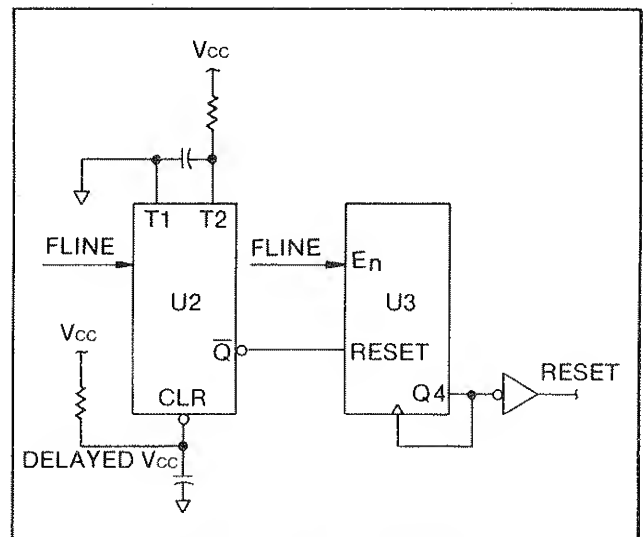 Vcc
T1 T2
FLINE
U2
Q̅
CLR
Vcc
DELAYED Vcc
FLINE
En
U3
RESET
Q4
RESET